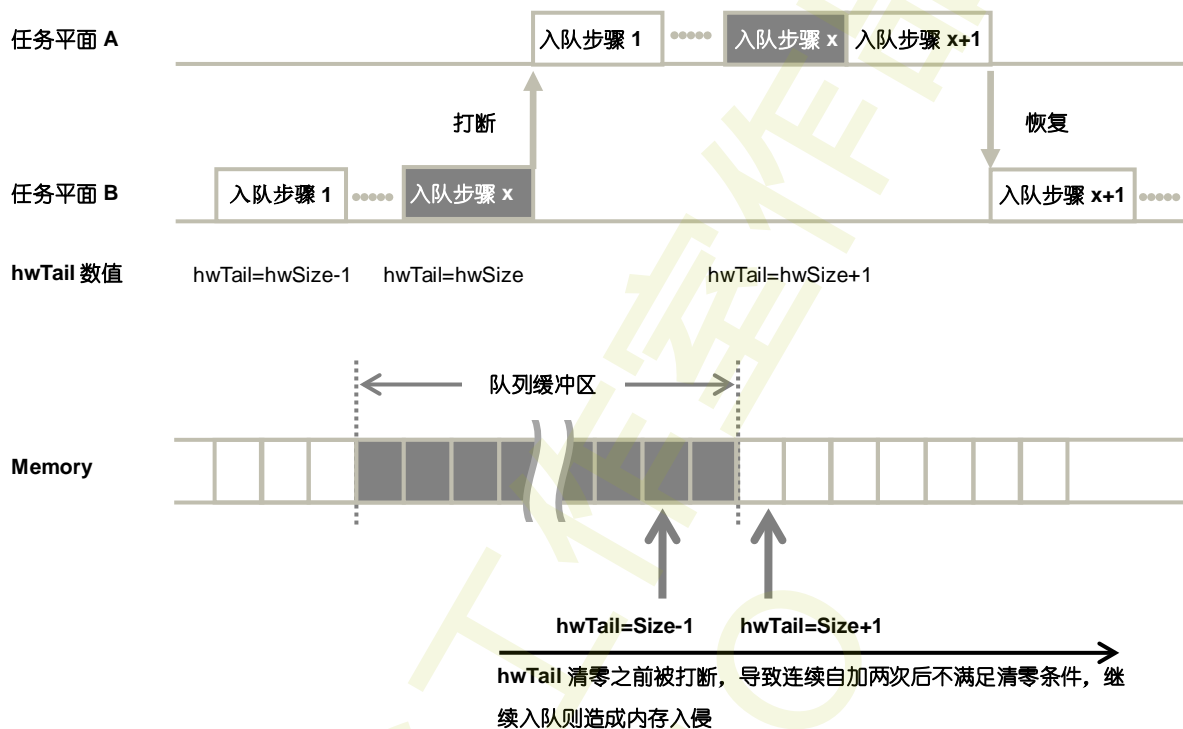 任务平面 A
入队步骤 1
入队步骤 x
入队步骤 x+1
打断
恢复
任务平面 B
入队步骤 1
入队步骤 x
入队步骤 x+1
hwTail 数值
hwTail=hwSize-1
hwTail=hwSize
hwTail=hwSize+1
队列缓冲区
Memory
hwTail=Size-1
hwTail=Size+1
hwTail 清零之前被打断，导致连续自加两次后不满足清零条件，继
续入队则造成内存入侵